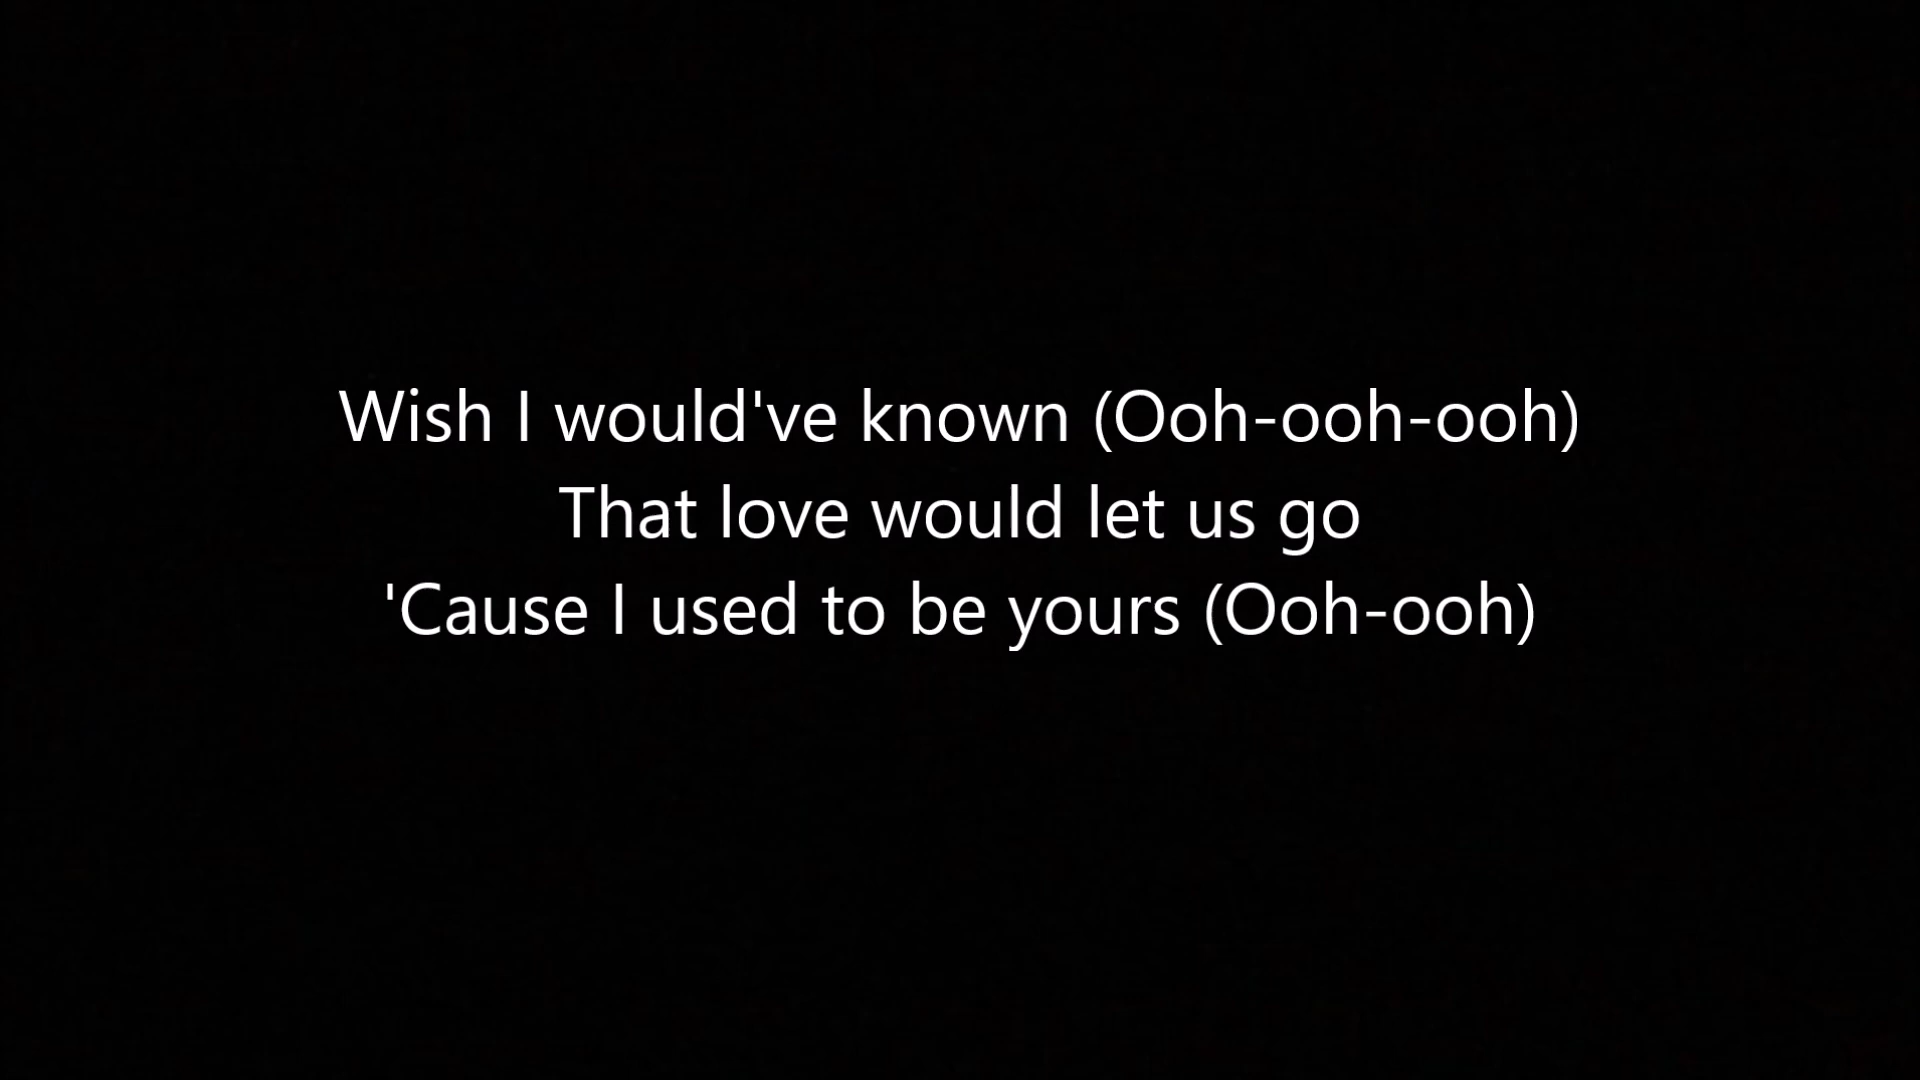 Wish I would've known (Ooh-ooh-ooh)
That love would let us go
'Cause I used to be yours (Ooh-ooh)